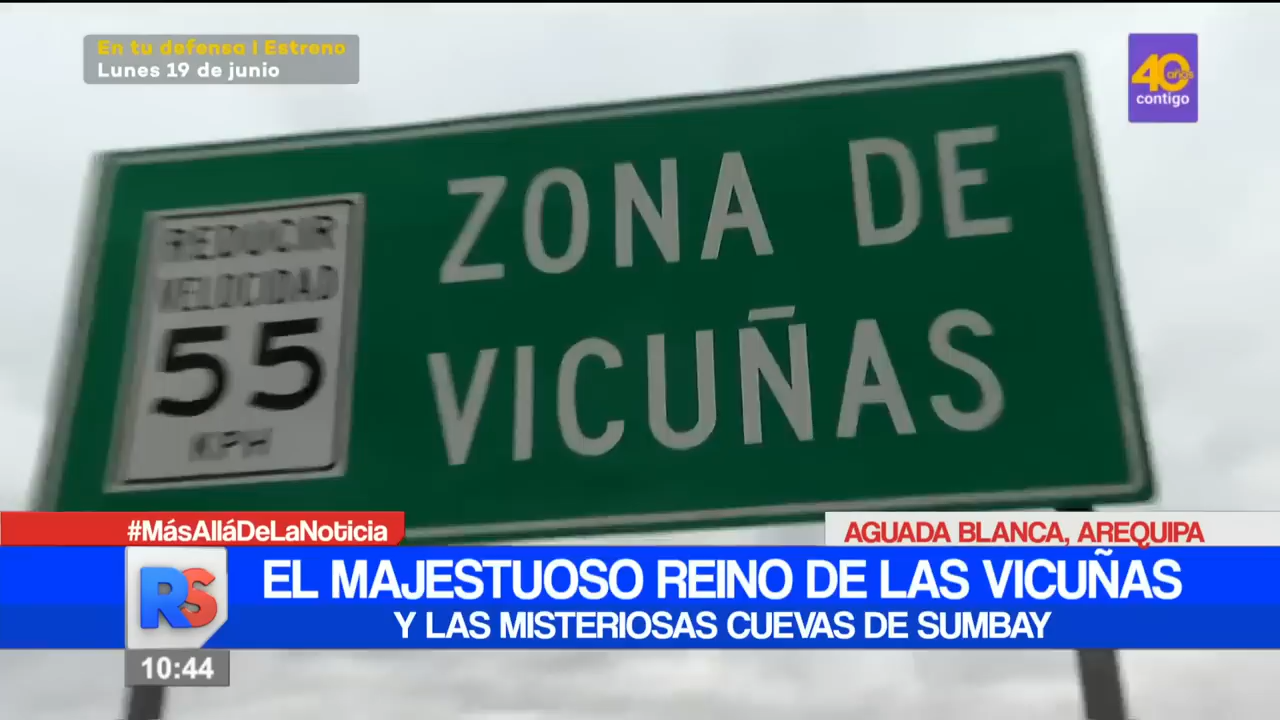 En tu defensa | Estreno
Lunes 19 de junio
40 años
contigo
ZONA DE
VICUÑAS
REDUCIR
VELOCIDAD
55
KPH
#MásAlláDeLaNoticia
AGUADA BLANCA, AREQUIPA
RS
EL MAJESTUOSO REINO DE LAS VICUÑAS
Y LAS MISTERIOSAS CUEVAS DE SUMBAY
10:44